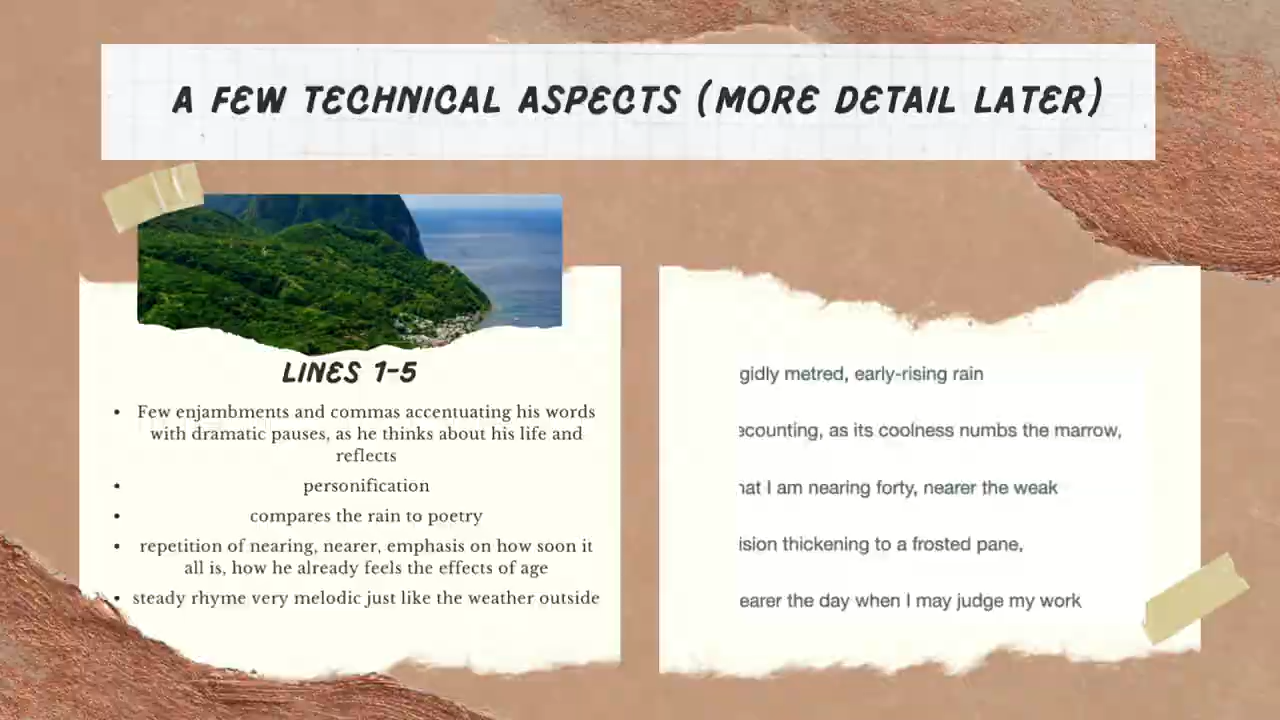 A FEW TECHNICAL ASPECTS (MORE DETAIL LATER)
LINES 1-5
• Few enjambments and commas accentuating his words
with dramatic pauses, as he thinks about his life and
reflects
• personification
• compares the rain to poetry
• repetition of nearing, nearer, emphasis on how soon it
all is, how he already feels the effects of age
• steady rhyme very melodic just like the weather outside
gidly metred, early-rising rain
ecounting, as its coolness numbs the marrow,
hat I am nearing forty, nearer the weak
ision thickening to a frosted pane,
earer the day when I may judge my work